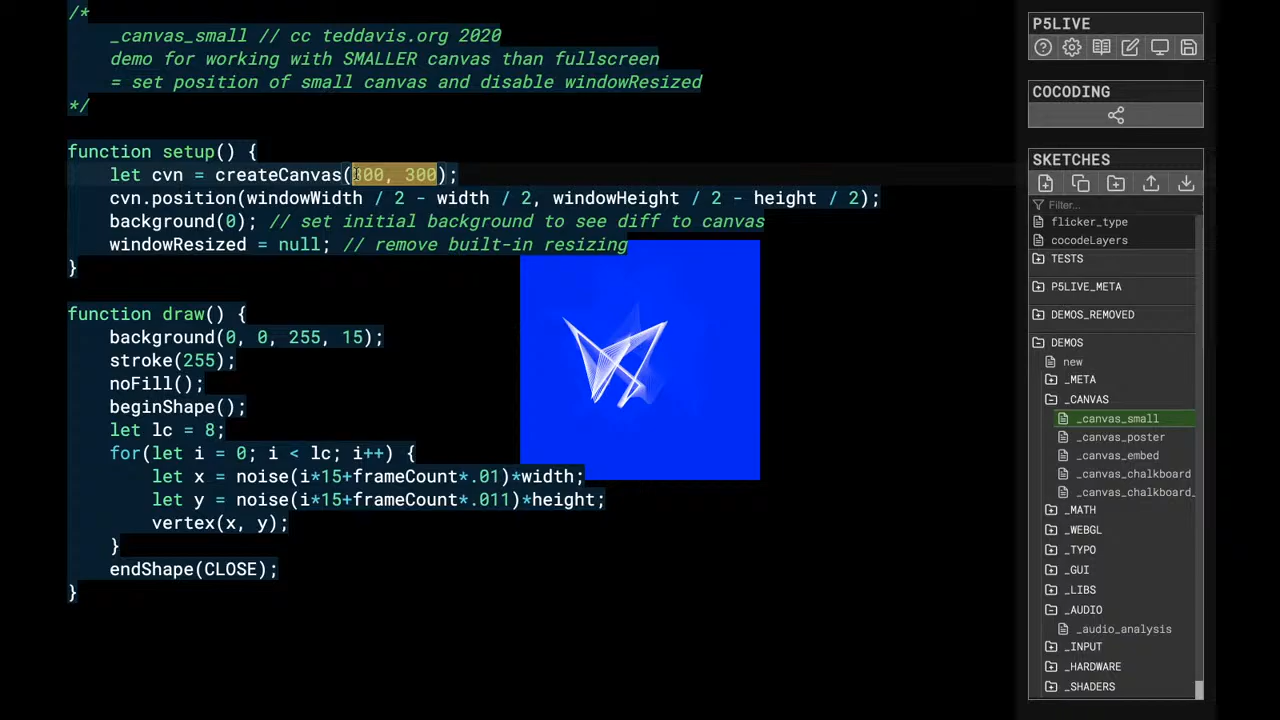 /*
_canvas_small // cc teddavis.org 2020
demo for working with SMALLER canvas than fullscreen
= set position of small canvas and disable windowResized
*/
function setup() {
let cvn = createCanvas(300, 300);
cvn.position(windowWidth / 2 - width / 2, windowHeight / 2 - height / 2);
background(0); // set initial background to see diff to canvas
windowResized = null; // remove built-in resizing
}
function draw() {
background(0, 0, 255, 15);
stroke(255);
noFill();
beginShape();
let lc = 8;
for(let i = 0; i < lc; i++) {
let x = noise(i*15+frameCount*.01)*width;
let y = noise(i*15+frameCount*.011)*height;
vertex(x, y);
}
endShape(CLOSE);
}
P5LIVE
COCODING
SKETCHES
Filter...
flicker_type
cocodeLayers
TESTS
P5LIVE_META
DEMOS_REMOVED
DEMOS
new
_META
_CANVAS
_canvas_small
_canvas_poster
_canvas_embed
_canvas_chalkboard
_canvas_chalkboard_
_MATH
_WEBGL
_TYPO
_GUI
_LIBS
_AUDIO
_audio_analysis
_INPUT
_HARDWARE
_SHADERS